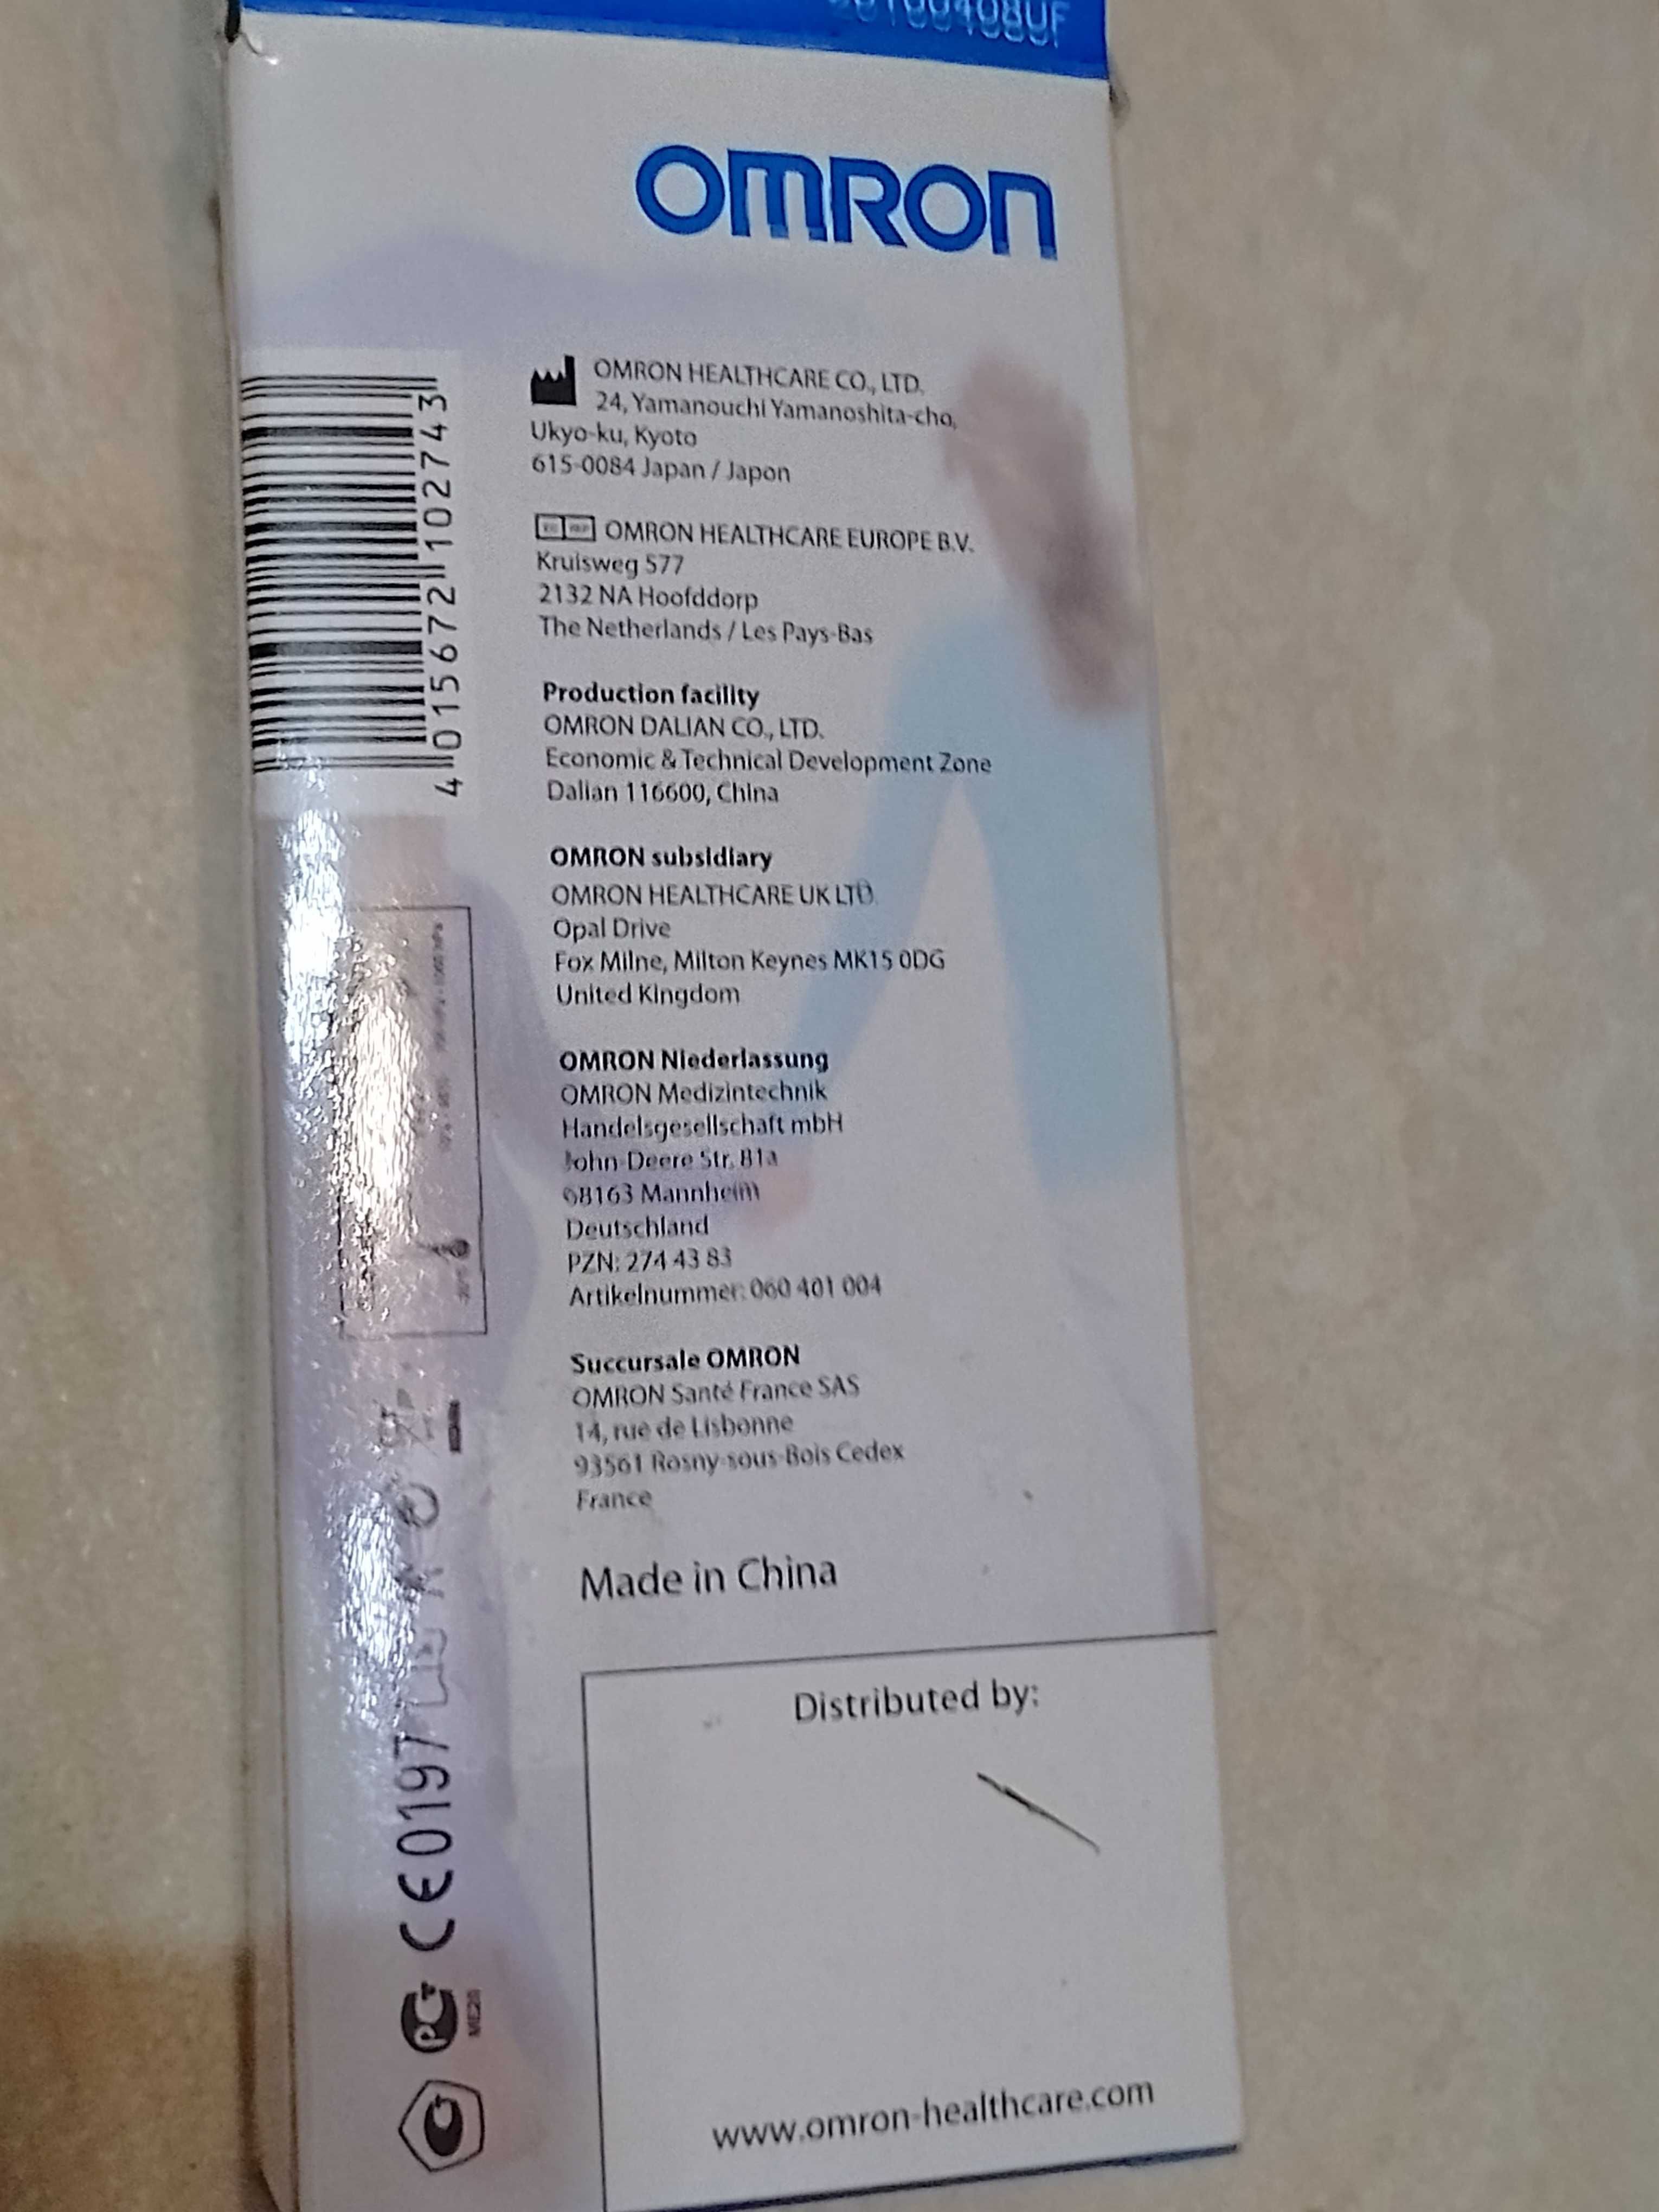 OMRON
OMRON HEALTHCARE CO., LTD.
24, Yamanouchi Yamanoshita-cho,
Ukyo-ku, Kyoto
615-0084 Japan / Japon
OMRON HEALTHCARE EUROPE B.V.
Kruisweg 577
2132 NA Hoofddorp
The Netherlands / Les Pays-Bas
Production facility
OMRON DALIAN CO., LTD.
Economic & Technical Development Zone
Dalian 116600, China
OMRON subsidiary
OMRON HEALTHCARE UK LTD.
Opal Drive
Fox Milne, Milton Keynes MK15 0DG
United Kingdom
OMRON Niederlassung
OMRON Medizintechnik
Handelsgesellschaft mbH
John-Deere Str. 81a
68163 Mannheim
Deutschland
PZN: 274 43 83
Artikelnummer: 060 401 004
Succursale OMRON
OMRON Santé France SAS
14, rue de Lisbonne
93561 Rosny-sous-Bois Cedex
France
Made in China
Distributed by:
www.omron-healthcare.com
4 015672 102743
CE0197
ME28